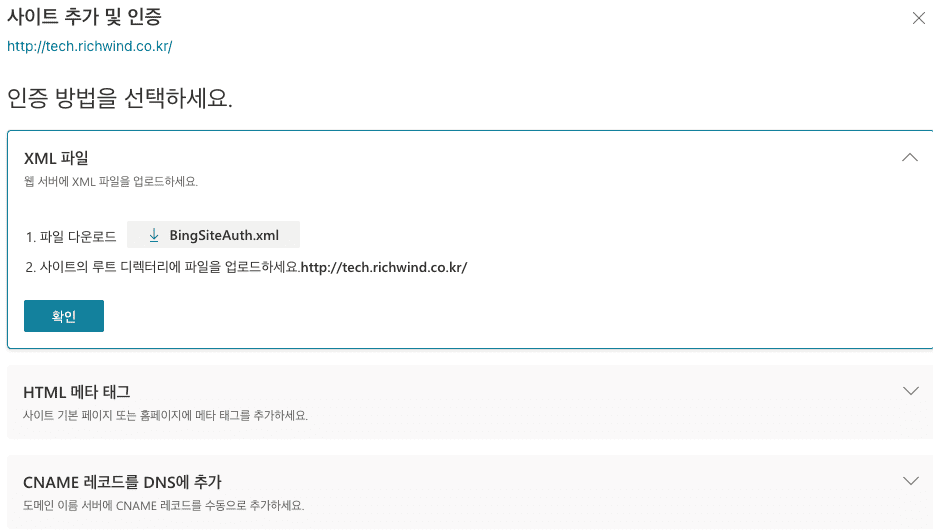 사이트 추가 및 인증
http://tech.richwind.co.kr/
인증 방법을 선택하세요.
XML 파일
웹 서버에 XML 파일을 업로드하세요.
1. 파일 다운로드 BingSiteAuth.xml
2. 사이트의 루트 디렉터리에 파일을 업로드하세요.http://tech.richwind.co.kr/
확인
HTML 메타 태그
사이트 기본 페이지 또는 홈페이지에 메타 태그를 추가하세요.
CNAME 레코드를 DNS에 추가
도메인 이름 서버에 CNAME 레코드를 수동으로 추가하세요.